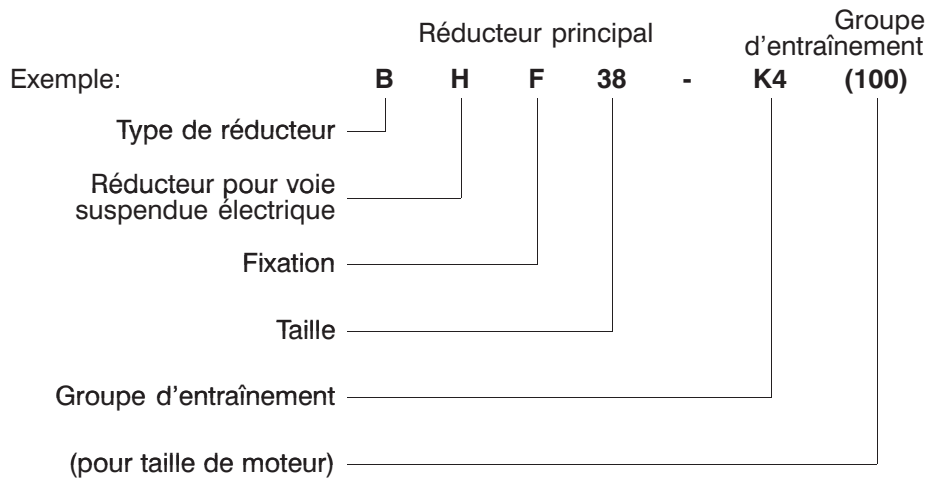 Groupe
Réducteur principal
d'entraînement
Exemple: B H F 38 - K4 (100)
Type de réducteur
Réducteur pour voie
suspendue électrique
Fixation
Taille
Groupe d'entraînement
(pour taille de moteur)